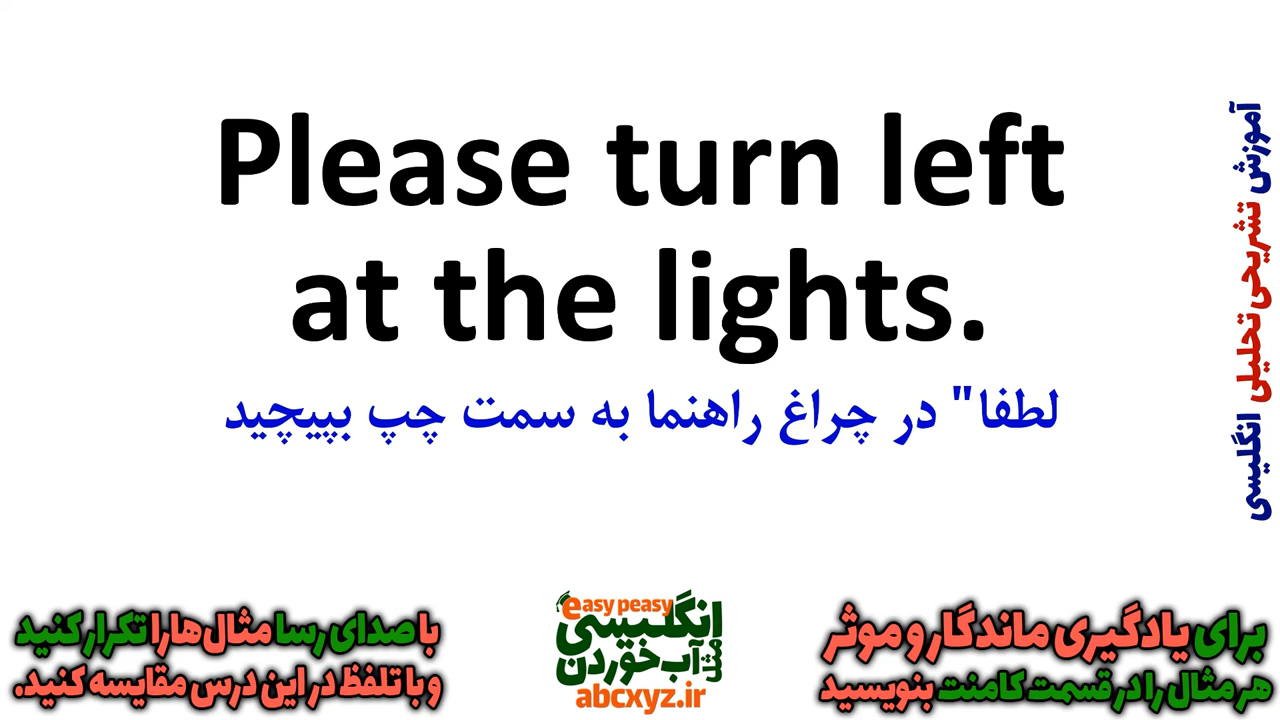 Please turn left
at the lights.
لطفا" در چراغ راهنما به سمت چپ بپیچید
آموزش تشریحی تحلیلی انگلیسی
برای یادگیری ماندگار و موثر
هر مثال را در قسمت کامنت بنویسید
easy peasy
انگلیسی
مثل آب خوردن
abcxyz.ir
با صدای رسا مثال‌ها را تکرار کنید
و با تلفظ در این درس مقایسه کنید.